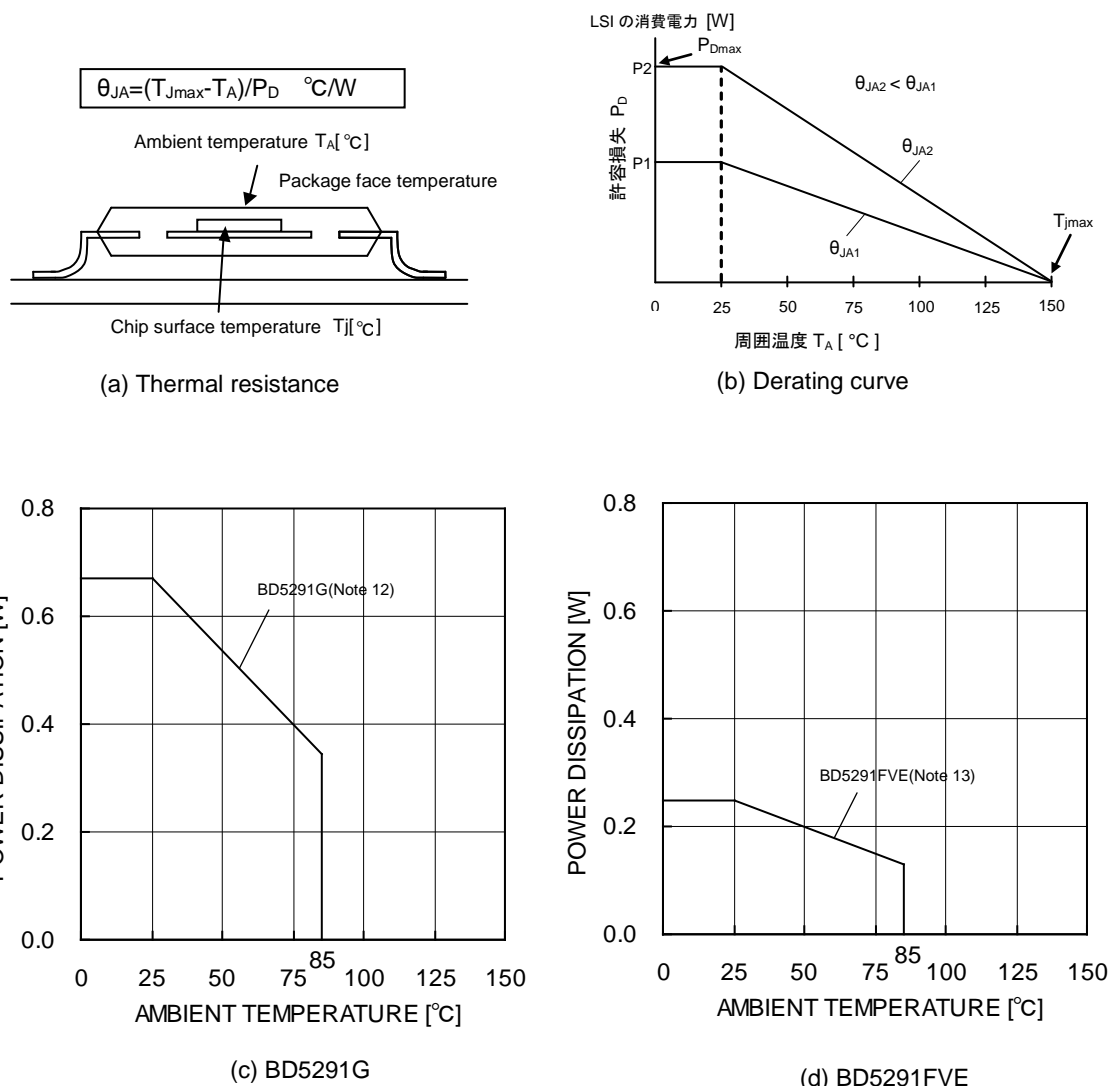 θJA=(TJmax-TA)/PD °C/W
Ambient temperature TA[°C]
Package face temperature
Chip surface temperature Tj[°C]
(a) Thermal resistance
LSI の消費電力 [W]
PDmax
P2
θJA2 < θJA1
許容損失 PD
θJA2
P1
Tjmax
θJA1
0 25 50 75 100 125 150
周囲温度 TA [ °C ]
(b) Derating curve
0.8
BD5291G(Note 12)
0.6
POWER DISSIPATION [W]
0.4
0.2
0.0
85
0 25 50 75 100 125 150
AMBIENT TEMPERATURE [°C]
(c) BD5291G
0.8
0.6
POWER DISSIPATION [W]
0.4
BD5291FVE(Note 13)
0.2
0.0
85
0 25 50 75 100 125 150
AMBIENT TEMPERATURE [°C]
(d) BD5291FVE